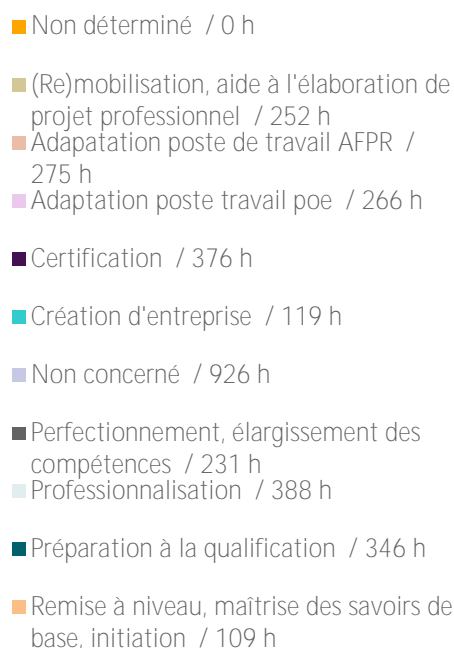 Non déterminé / 0 h
(Re)mobilisation, aide à l'élaboration de
projet professionnel / 252 h
Adapatation poste de travail AFPR /
275 h
Adaptation poste travail poe / 266 h
Certification / 376 h
Création d'entreprise / 119 h
Non concerné / 926 h
Perfectionnement, élargissement des
compétences / 231 h
Professionnalisation / 388 h
Préparation à la qualification / 346 h
Remise à niveau, maîtrise des savoirs de
base, initiation / 109 h